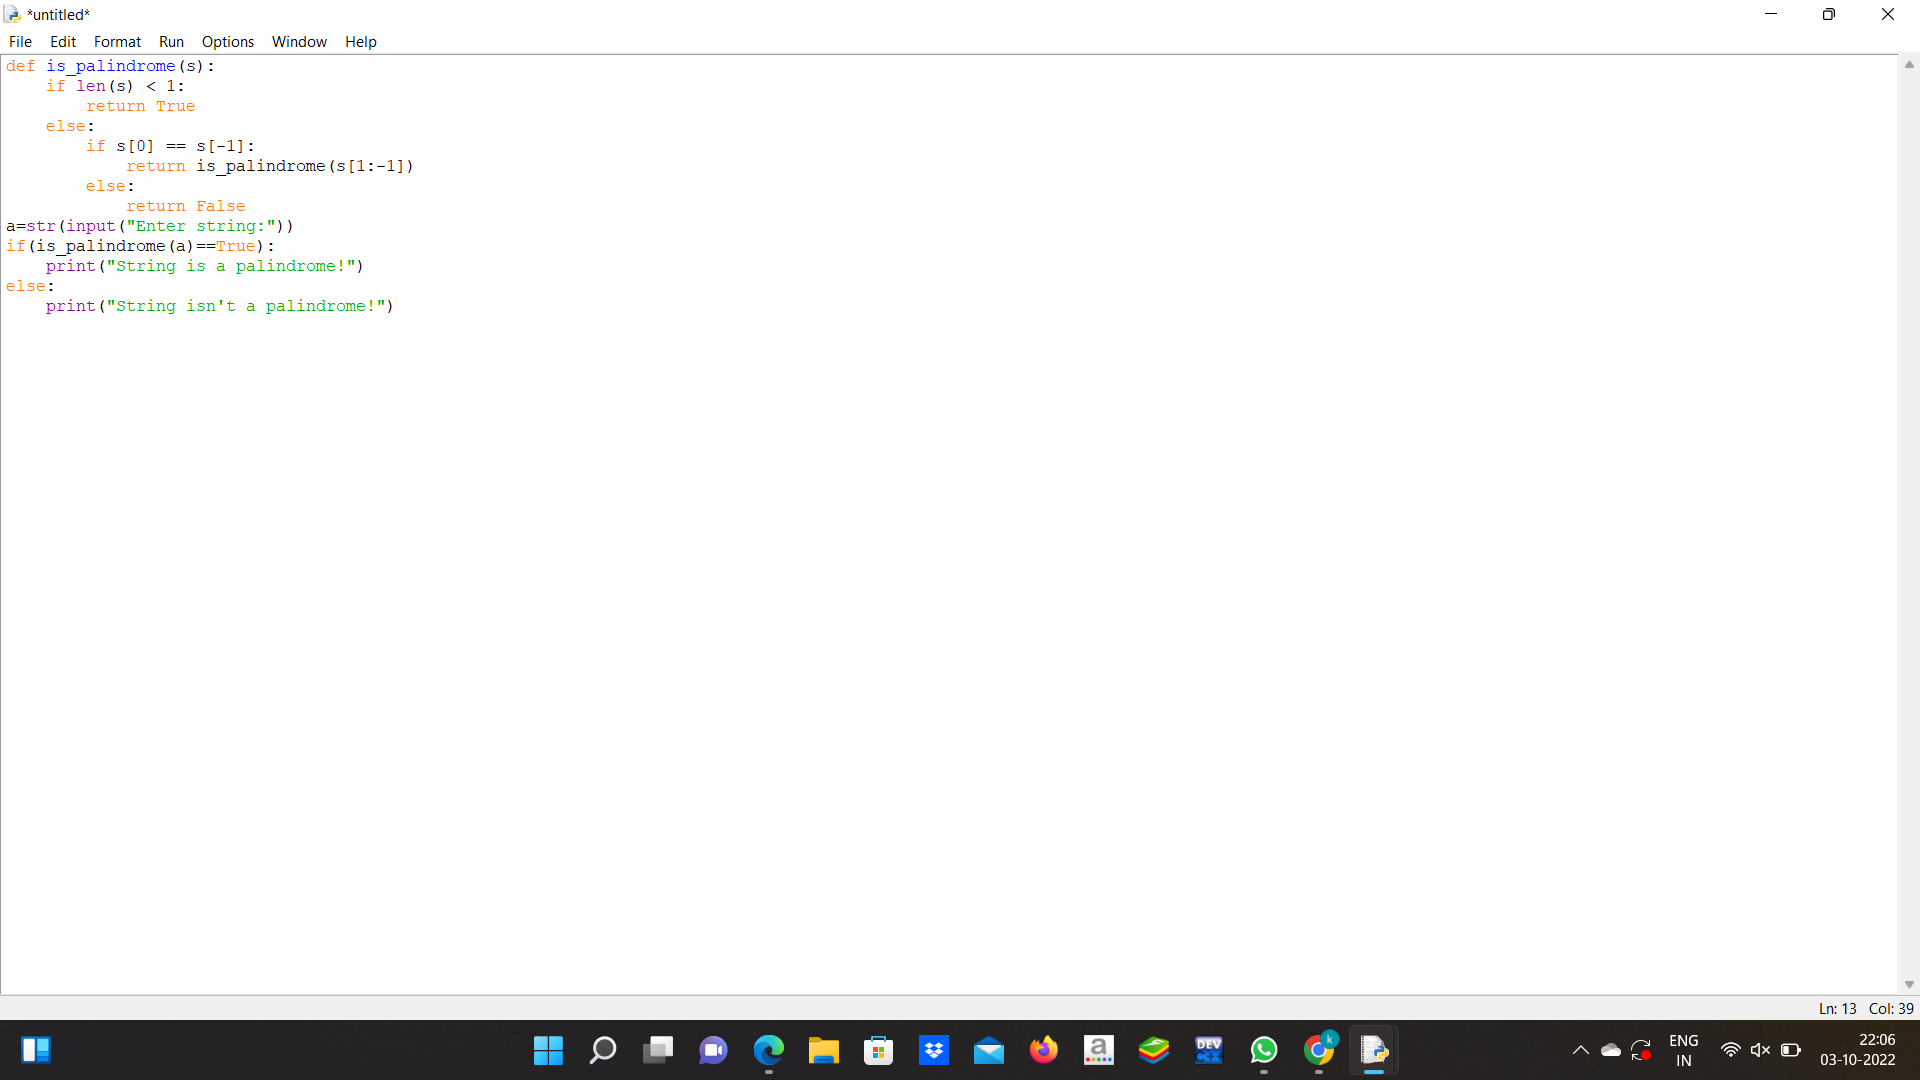 *untitled*
File Edit Format Run Options Window Help
def is_palindrome(s):
    if len(s) < 1:
        return True
    else:
        if s[0] == s[-1]:
            return is_palindrome(s[1:-1])
        else:
            return False
a=str(input("Enter string:"))
if(is_palindrome(a)==True):
    print("String is a palindrome!")
else:
    print("String isn't a palindrome!")
Ln: 13 Col: 39
a
DEV
C++
k
ENG
IN
22:06
03-10-2022